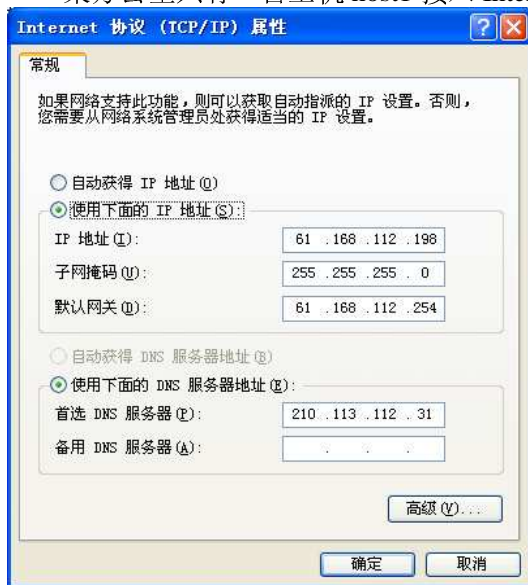 Internet 协议 (TCP/IP) 属性
常规
如果网络支持此功能，则可以获取自动指派的 IP 设置。否则，
您需要从网络系统管理员处获得适当的 IP 设置。
自动获得 IP 地址(O)
使用下面的 IP 地址(S):
IP 地址(I): 61 .168 .112 .198
子网掩码(U): 255 .255 .255 . 0
默认网关(D): 61 .168 .112 .254
自动获得 DNS 服务器地址(B)
使用下面的 DNS 服务器地址(E):
首选 DNS 服务器(P): 210 .113 .112 . 31
备用 DNS 服务器(A): . . .
高级(V)...
确定 取消